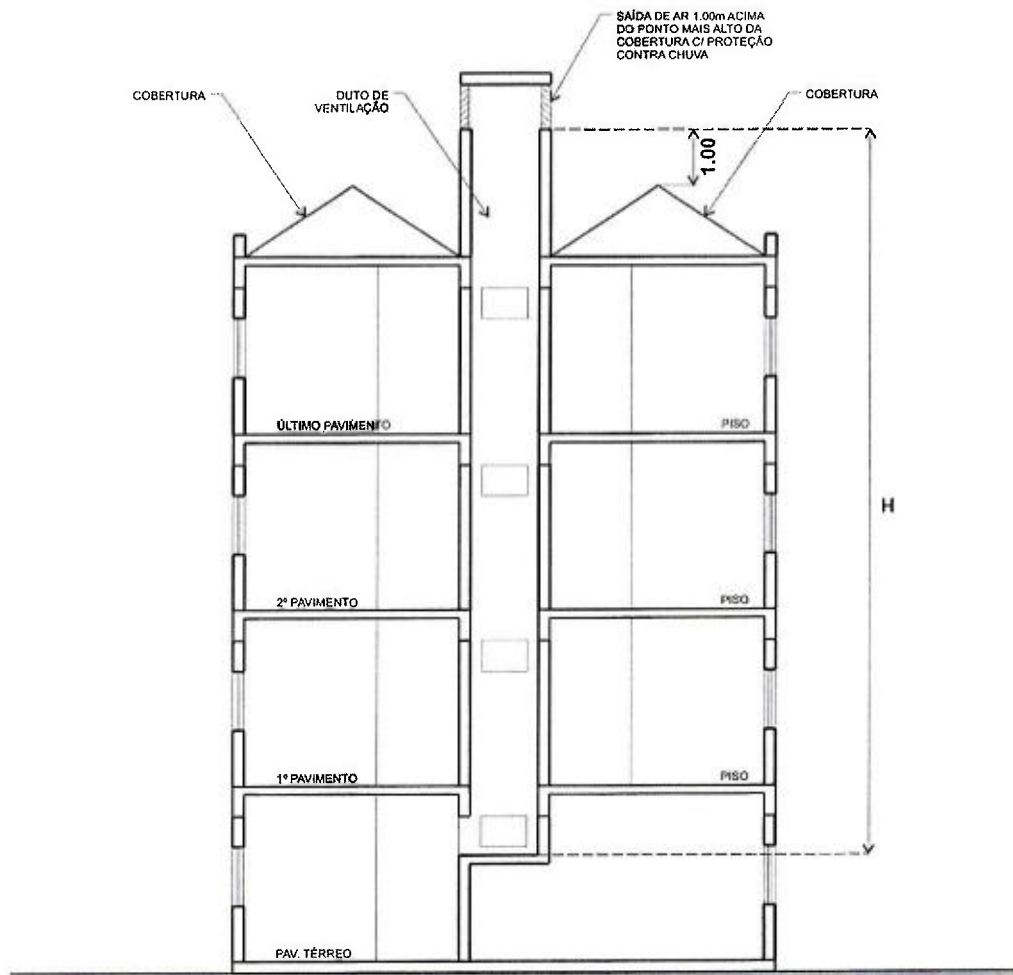 SAÍDA DE AR 1.00m ACIMA
DO PONTO MAIS ALTO DA
COBERTURA C/ PROTEÇÃO
CONTRA CHUVA
COBERTURA
DUTO DE
VENTILAÇÃO
COBERTURA
1.00
H
ÚLTIMO PAVIMENTO
PISO
2º PAVIMENTO
PISO
1º PAVIMENTO
PISO
PAV. TÉRREO